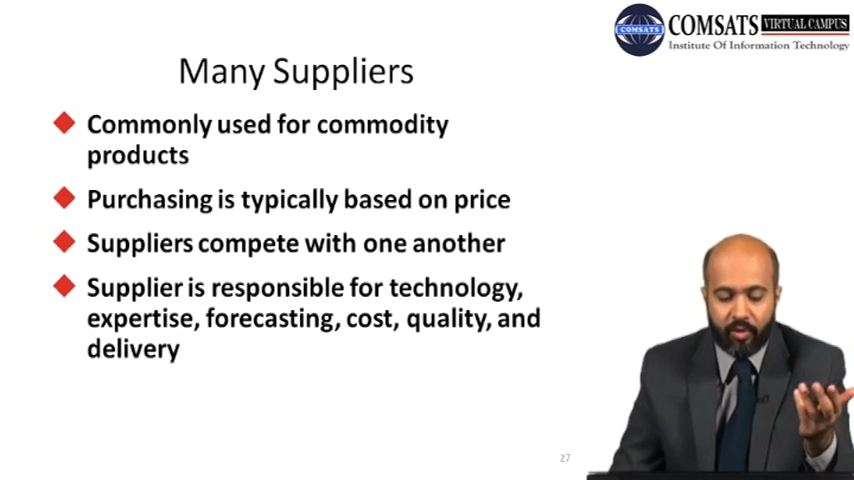 COMSATS
COMSATS VIRTUAL CAMPUS
Institute Of Information Technology
Many Suppliers
Commonly used for commodity
products
Purchasing is typically based on price
Suppliers compete with one another
Supplier is responsible for technology,
expertise, forecasting, cost, quality, and
delivery
27